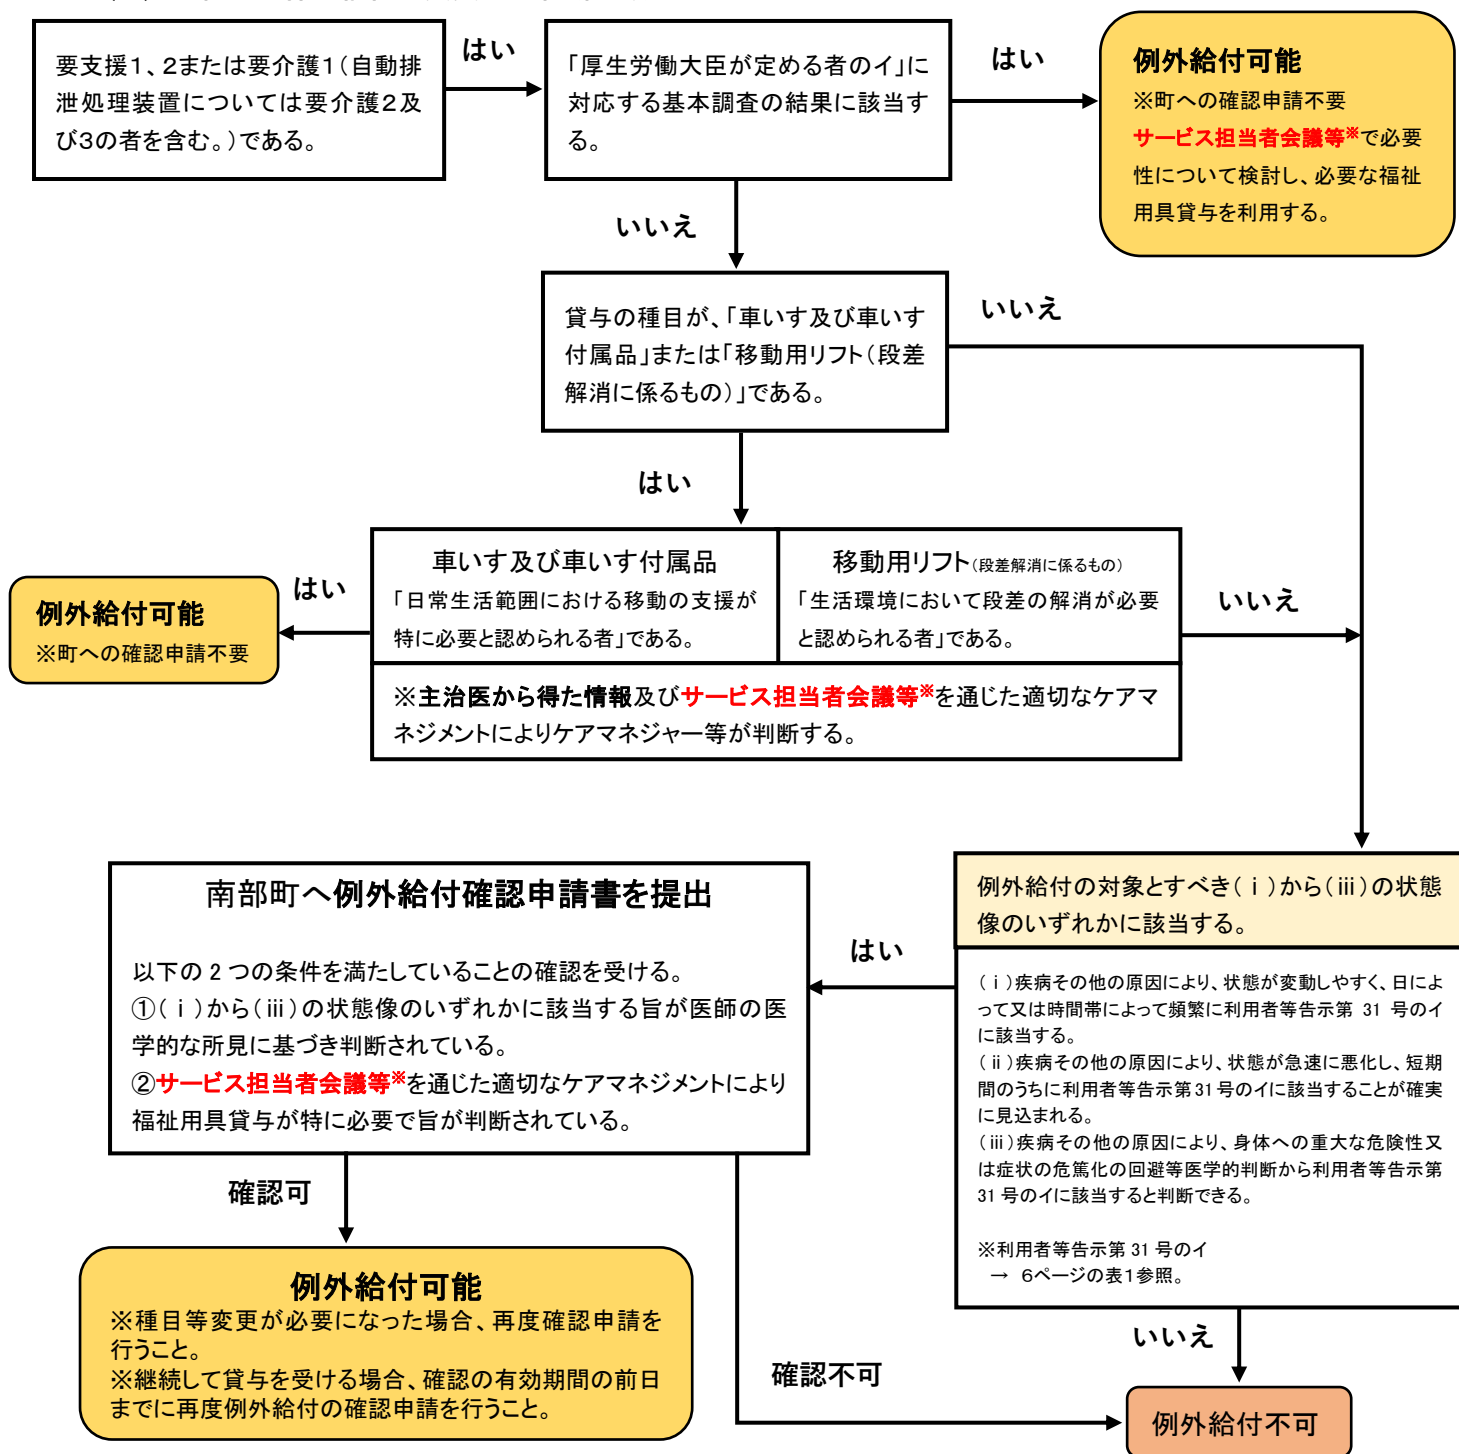 要支援１、２または要介護１（自動排
泄処理装置については要介護２及
び３の者を含む。）である。
はい
「厚生労働大臣が定める者のイ」に
対応する基本調査の結果に該当す
る。
はい
例外給付可能
※町への確認申請不要
サービス担当者会議等※で必要
性について検討し、必要な福祉
用具貸与を利用する。
いいえ
貸与の種目が、「車いす及び車いす
付属品」または「移動用リフト（段差
解消に係るもの）」である。
いいえ
はい
車いす及び車いす付属品
「日常生活範囲における移動の支援が
特に必要と認められる者」である。
移動用リフト（段差解消に係るもの）
「生活環境において段差の解消が必要
と認められる者」である。
はい
例外給付可能
※町への確認申請不要
いいえ
※主治医から得た情報及びサービス担当者会議等※を通じた適切なケアマ
ネジメントによりケアマネジャー等が判断する。
例外給付の対象とすべき（ⅰ）から（ⅲ）の状態
像のいずれかに該当する。
（ⅰ）疾病その他の原因により、状態が変動しやすく、日によ
って又は時間帯によって頻繁に利用者等告示第 31 号のイ
に該当する。
（ⅱ）疾病その他の原因により、状態が急速に悪化し、短期
間のうちに利用者等告示第31号のイに該当することが確実
に見込まれる。
（ⅲ）疾病その他の原因により、身体への重大な危険性又
は症状の危篤化の回避等医学的判断から利用者等告示第
31 号のイに該当すると判断できる。
※利用者等告示第 31 号のイ
→ ６ページの表１参照。
はい
南部町へ例外給付確認申請書を提出
以下の 2 つの条件を満たしていることの確認を受ける。
①（ⅰ）から（ⅲ）の状態像のいずれかに該当する旨が医師の医
学的な所見に基づき判断されている。
②サービス担当者会議等※を通じた適切なケアマネジメントにより
福祉用具貸与が特に必要で旨が判断されている。
確認可
例外給付可能
※種目等変更が必要になった場合、再度確認申請を
行うこと。
※継続して貸与を受ける場合、確認の有効期間の前日
までに再度例外給付の確認申請を行うこと。
確認不可
いいえ
例外給付不可